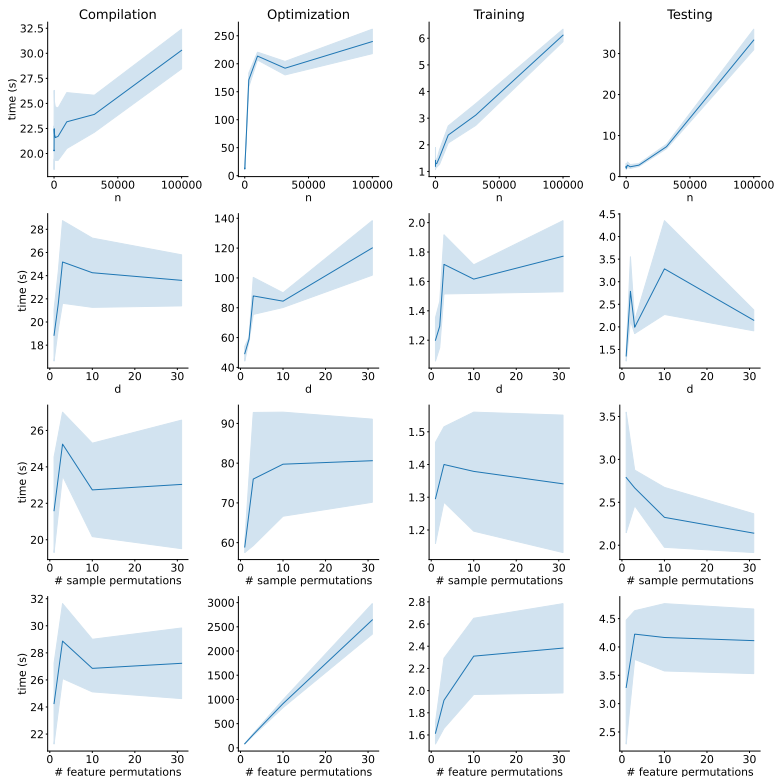 Compilation Optimization Training Testing
time (s)
32.5 30.0 27.5 25.0 22.5 20.0
250 200 150 100 50 0
6 5 4 3 2 1
30 20 10 0
0 50000 100000 0 50000 100000 0 50000 100000 0 50000 100000
n n n n
time (s)
28 26 24 22 20 18
140 120 100 80 60 40
2.0 1.8 1.6 1.4 1.2
4.5 4.0 3.5 3.0 2.5 2.0 1.5
0 10 20 30 0 10 20 30 0 10 20 30 0 10 20 30
d d d d
time (s)
26 24 22 20
90 80 70 60
1.5 1.4 1.3 1.2
3.5 3.0 2.5 2.0
0 10 20 30 0 10 20 30 0 10 20 30 0 10 20 30
# sample permutations # sample permutations # sample permutations # sample permutations
time (s)
32 30 28 26 24 22
3000 2500 2000 1500 1000 500 0
2.8 2.6 2.4 2.2 2.0 1.8 1.6
4.5 4.0 3.5 3.0 2.5
0 10 20 30 0 10 20 30 0 10 20 30 0 10 20 30
# feature permutations # feature permutations # feature permutations # feature permutations